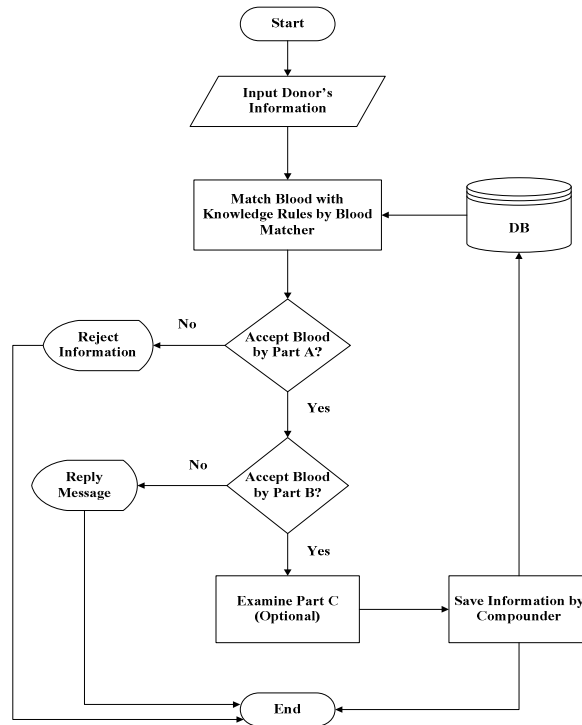 Start
Input Donor's
Information
Match Blood with
Knowledge Rules by Blood
Matcher
DB
No
Reject
Information
Accept Blood
by Part A?
Yes
No
Reply
Message
Accept Blood
by Part B?
Yes
Examine Part C
(Optional)
Save Information by
Compounder
End